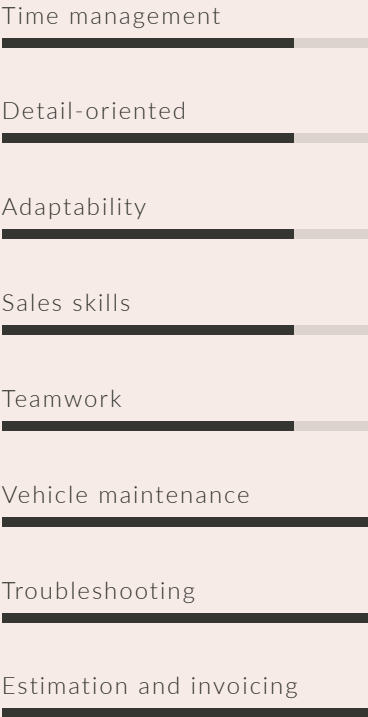 Time management
Detail-oriented
Adaptability
Sales skills
Teamwork
Vehicle maintenance
Troubleshooting
Estimation and invoicing